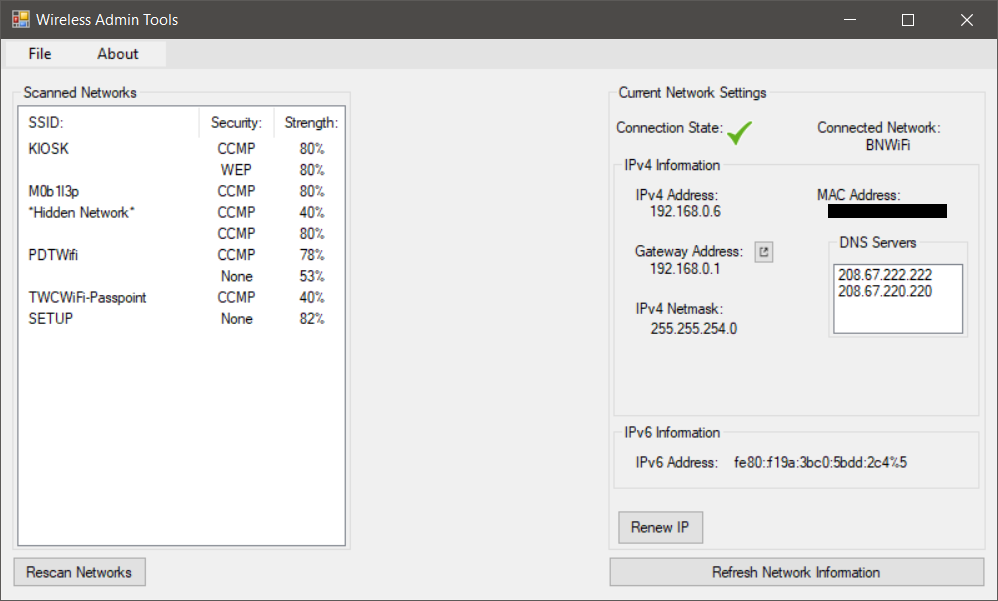 Wireless Admin Tools
File About
Scanned Networks
SSID: Security: Strength:
KIOSK CCMP 80%
WEP 80%
M0b1l3p CCMP 80%
*Hidden Network* CCMP 40%
CCMP 80%
PDTWifi CCMP 78%
None 53%
TWCWiFi-Passpoint CCMP 40%
SETUP None 82%
Rescan Networks
Current Network Settings
Connection State:
Connected Network:
BNWiFi
IPv4 Information
IPv4 Address:
192.168.0.6
MAC Address:
Gateway Address:
192.168.0.1
IPv4 Netmask:
255.255.254.0
DNS Servers
208.67.222.222
208.67.220.220
IPv6 Information
IPv6 Address: fe80::f19a:3bc0:5bdd:2c4%5
Renew IP
Refresh Network Information